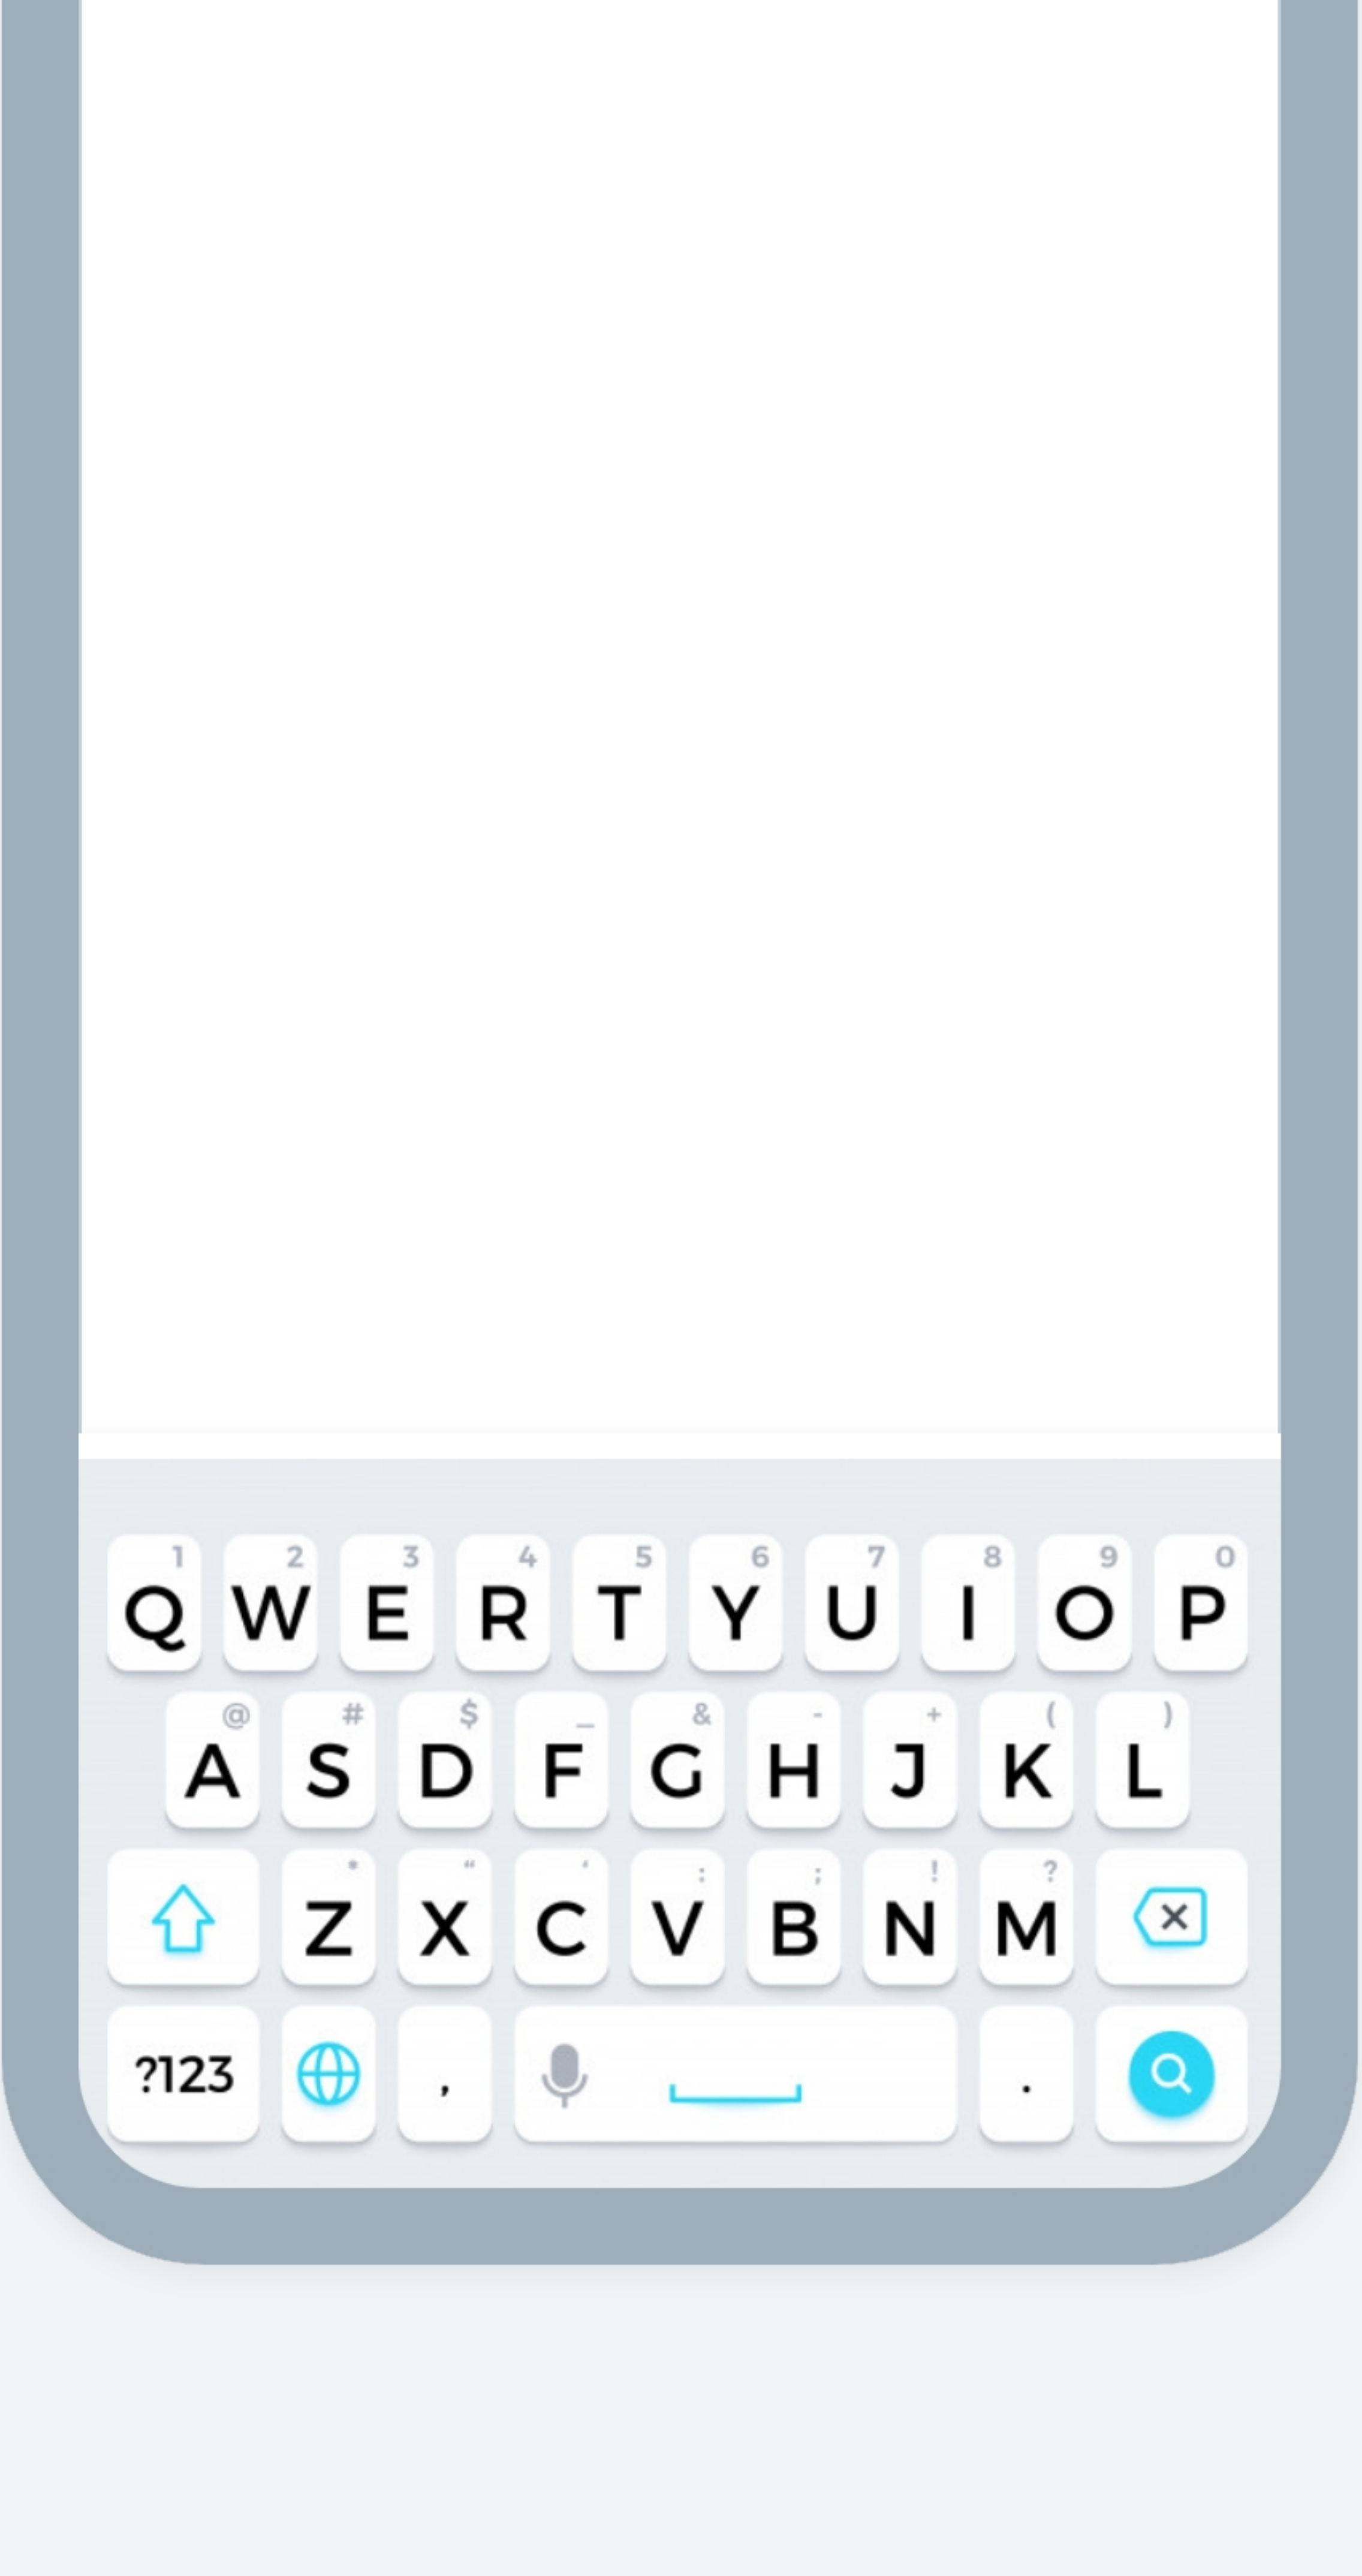 1 2 3 4 5 6 7 8 9 0
Q W E R T Y U I O P
@ # $ _ & - + ( )
A S D F G H J K L
* “ ‘ : ; ! ?
Z X C V B N M
?123 , .